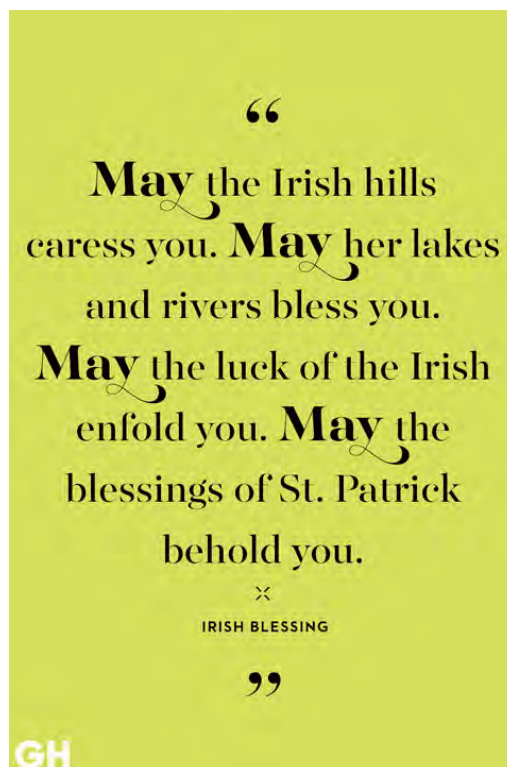 “
May the Irish hills
caress you. May her lakes
and rivers bless you.
May the luck of the Irish
enfold you. May the
blessings of St. Patrick
behold you.
IRISH BLESSING
”
GH